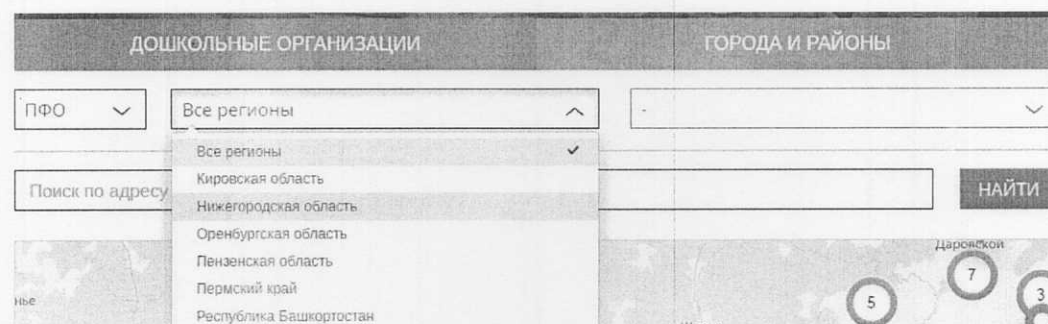 ДОШКОЛЬНЫЕ ОРГАНИЗАЦИИ ГОРОДА И РАЙОНЫ
ПФО Все регионы -
Все регионы
Кировская область
Поиск по адресу НАЙТИ
Нижегородская область
Оренбургская область
Даровской
Пензенская область
7
Пермский край
нье 5 3
Республика Башкортостан